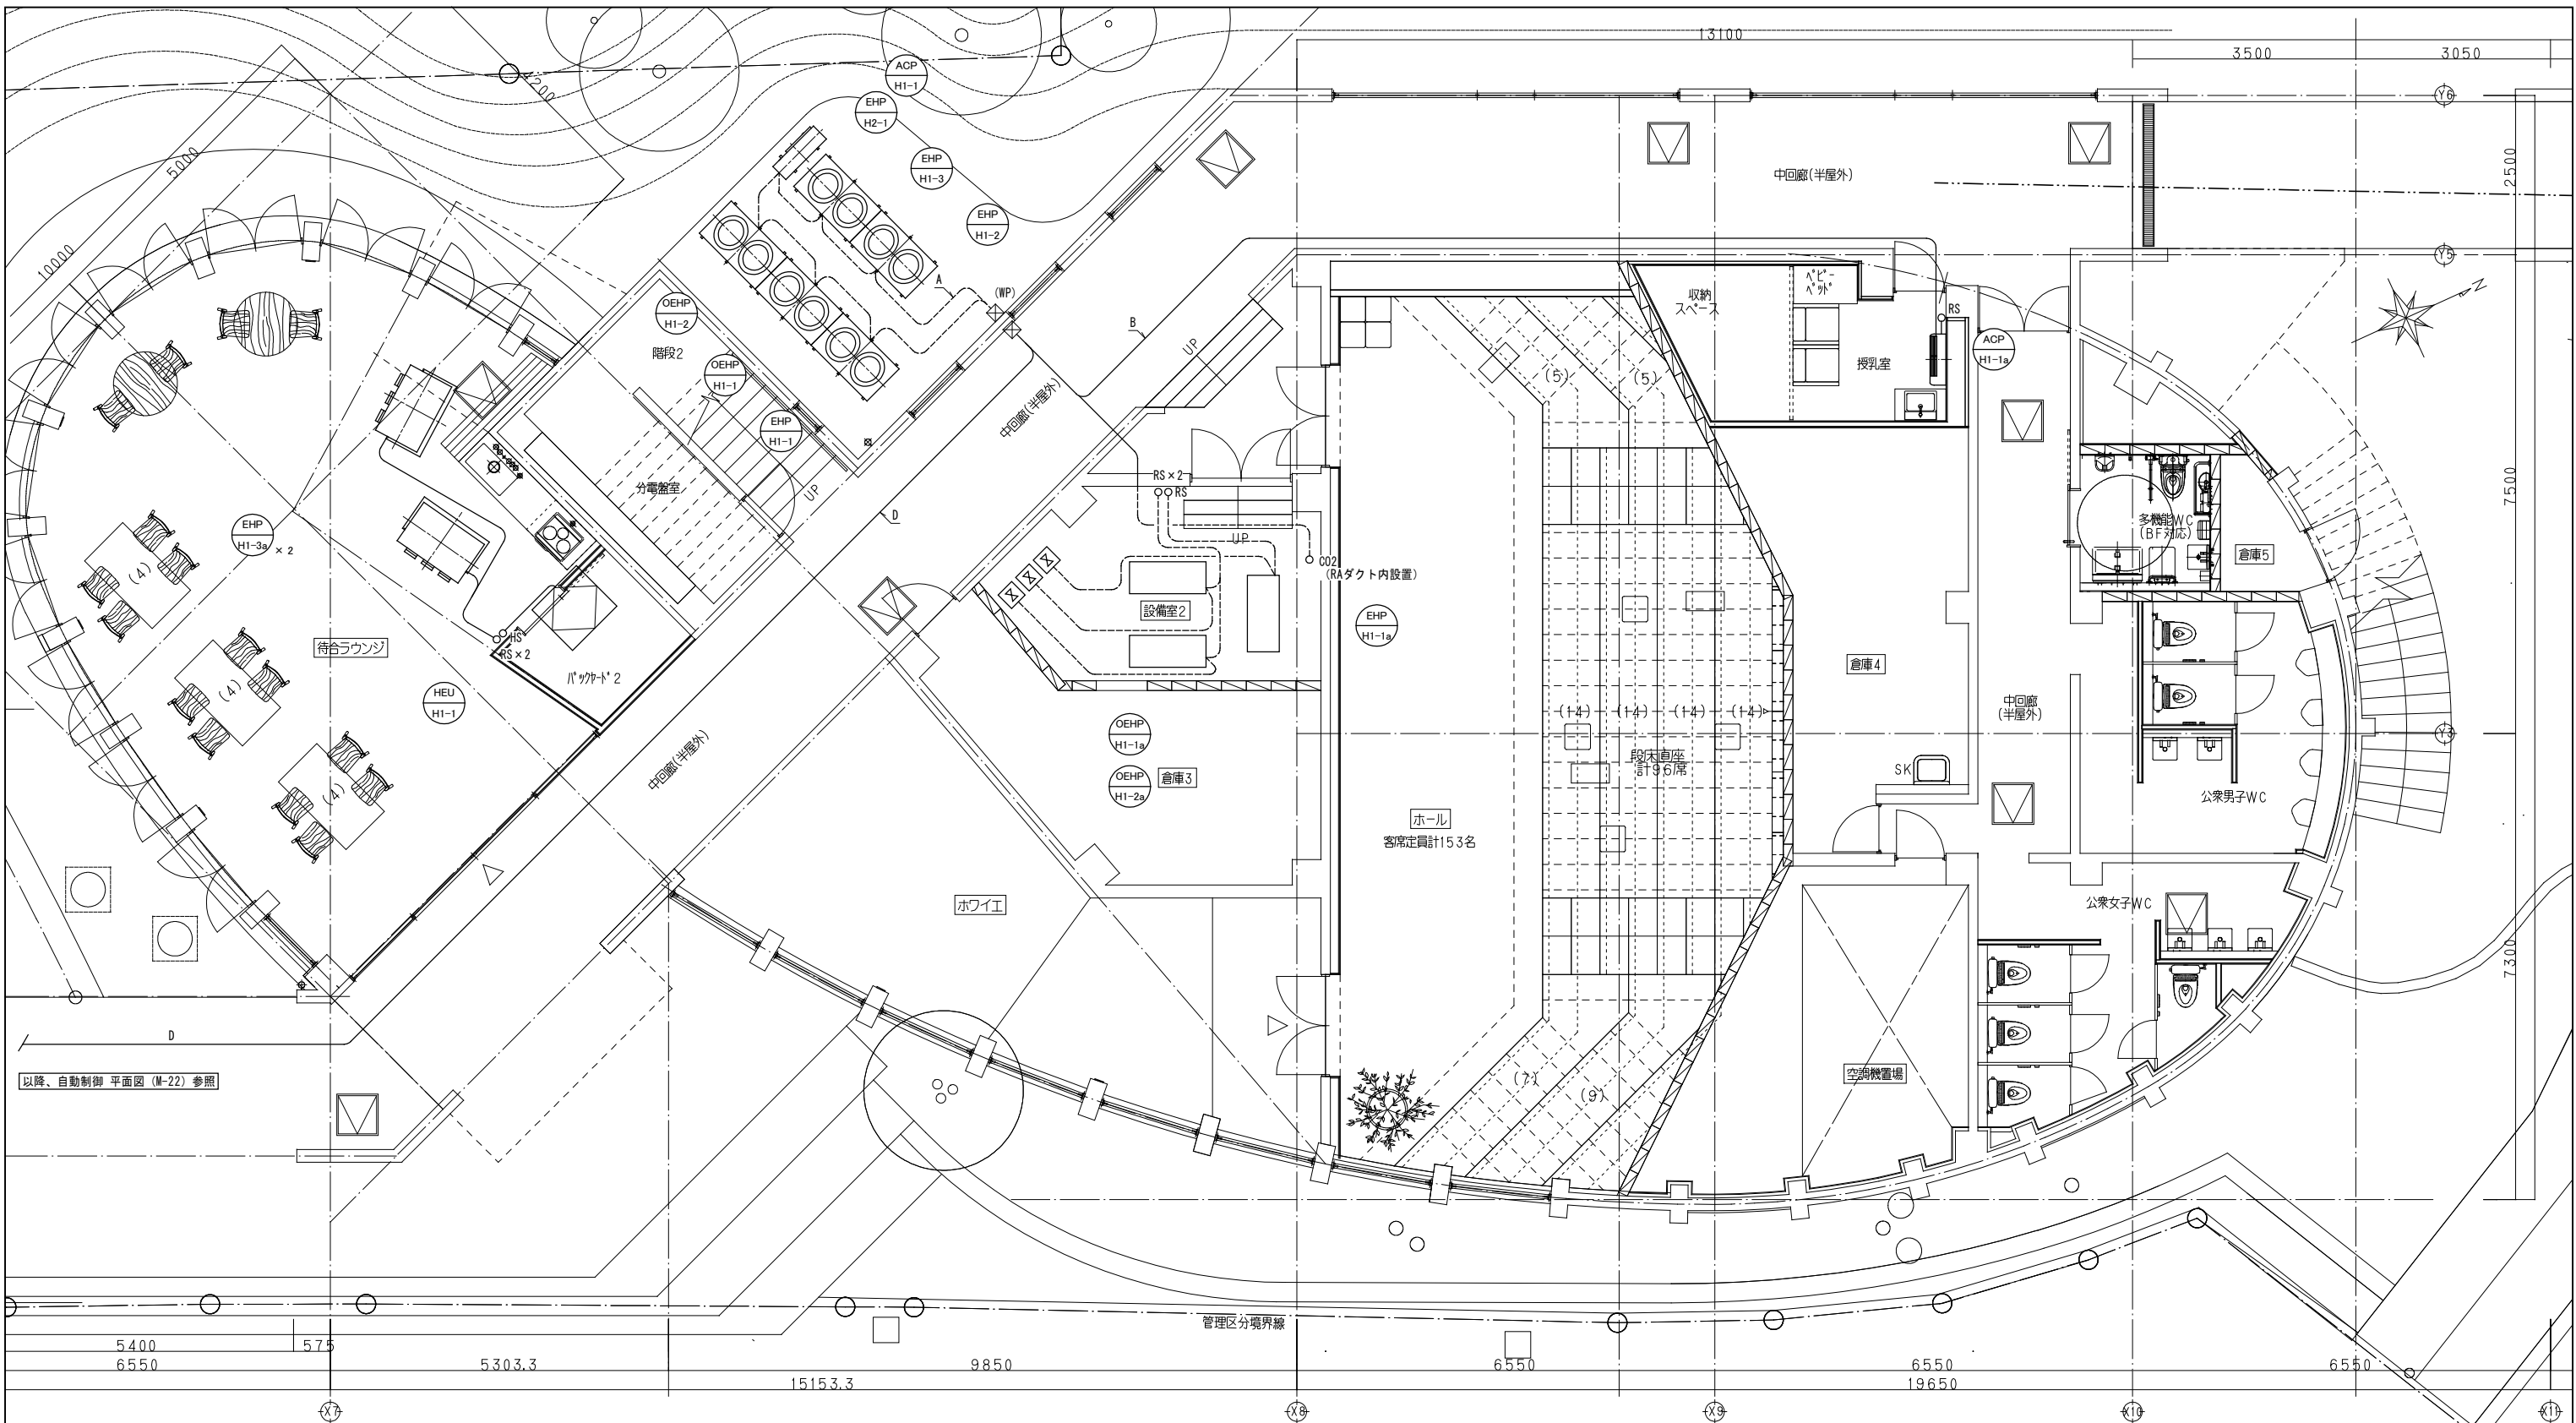 13100
3500
3050
1200
ACP
H1-1
EHP
H2-1
EHP
H1-3
EHP
H1-2
Y6
5000
10000
2500
中回廊(半屋外)
Y5
A
(WP)
B
OEHP
H1-2
階段2
OEHP
H1-1
EHP
H1-1
UP
中回廊(半屋外)
収納
スペース
ベビー
ベッド
RS
ACP
H1-1a
授乳室
N
(5)
(5)
UP
分電盤室
D
RS×2
RS
UP
CO2
(RAダクト内設置)
7500
多機能WC
(BF対応)
倉庫5
EHP
H1-3a
×2
(4)
(4)
(4)
待合ラウンジ
HS
RS×2
バックヤード2
HEU
H1-1
設備室2
EHP
H1-1a
倉庫4
中回廊
(半屋外)
(14)
(14)
(14)
(14)
Y3
中回廊(半屋外)
OEHP
H1-1a
OEHP
H1-2a
倉庫3
段床直座
計96席
SK
公衆男子WC
ホール
客席定員計153名
ホワイエ
公衆女子WC
7300
D
以降、自動制御 平面図 (M-22) 参照
(7)
(9)
空調機置場
管理区分境界線
5400
575
6550
5303.3
9850
6550
6550
6550
15153.3
19650
X7
X8
X9
X10
X11